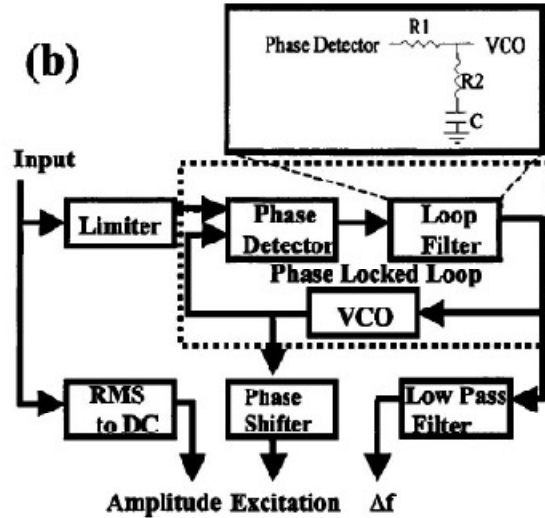 R1
Phase Detector
VCO
(b)
R2
C
Input
Limiter
Phase
Detector
Loop
Filter
Phase Locked Loop
VCO
RMS
to DC
Phase
Shifter
Low Pass
Filter
Amplitude Excitation Δf